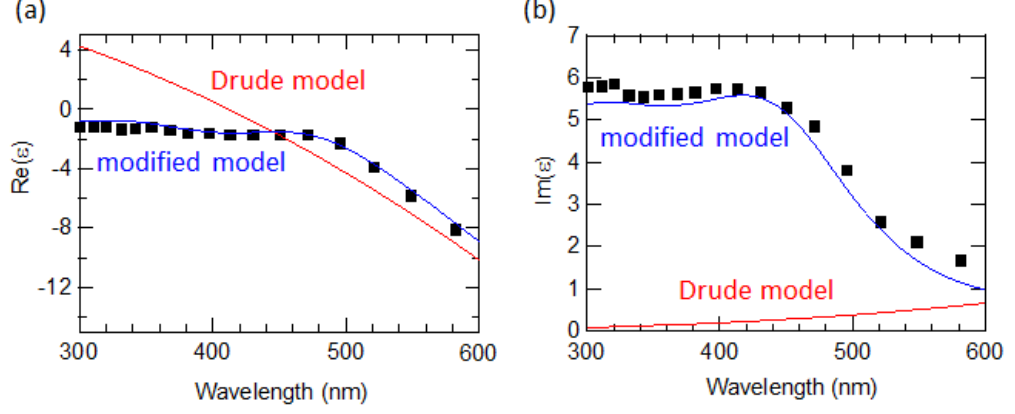 (a)
4
0
-4
-8
-12
Re(ε)
Drude model
modified model
300 400 500 600
Wavelength (nm)
(b)
7
6
5
4
3
2
1
0
Im(ε)
modified model
Drude model
300 400 500 600
Wavelength (nm)